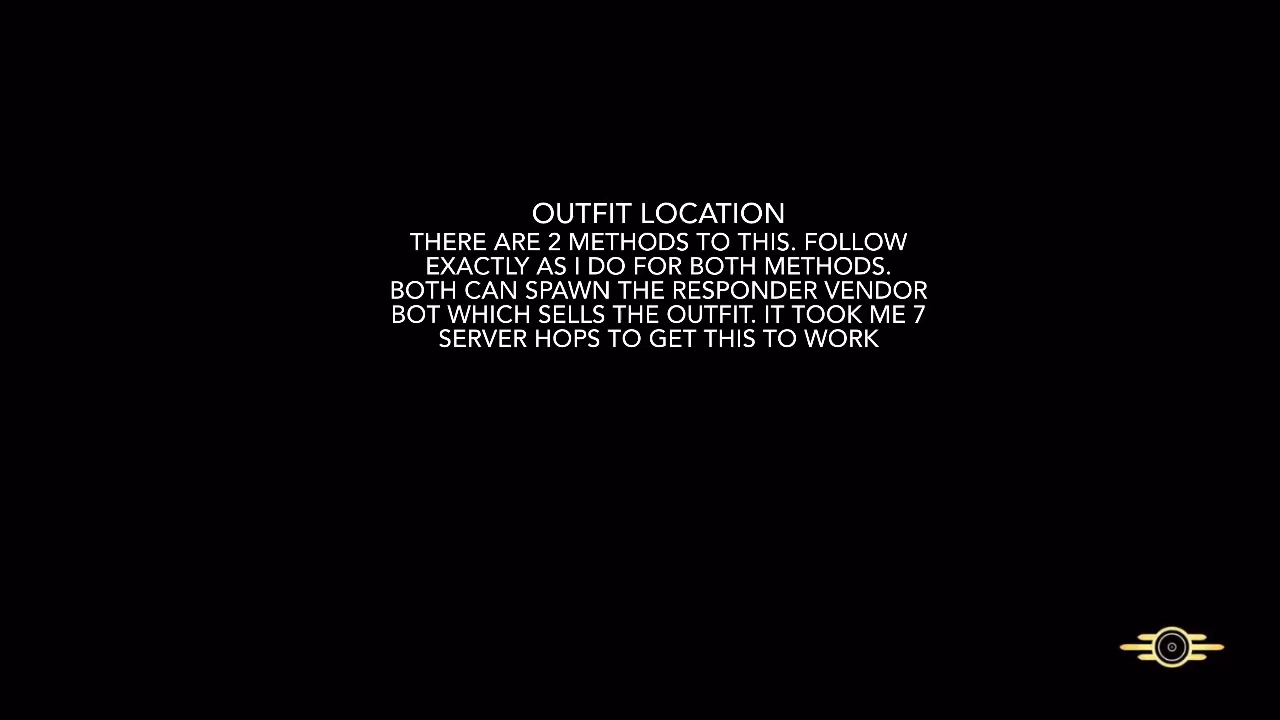 OUTFIT LOCATION
THERE ARE 2 METHODS TO THIS. FOLLOW
EXACTLY AS I DO FOR BOTH METHODS.
BOTH CAN SPAWN THE RESPONDER VENDOR
BOT WHICH SELLS THE OUTFIT. IT TOOK ME 7
SERVER HOPS TO GET THIS TO WORK